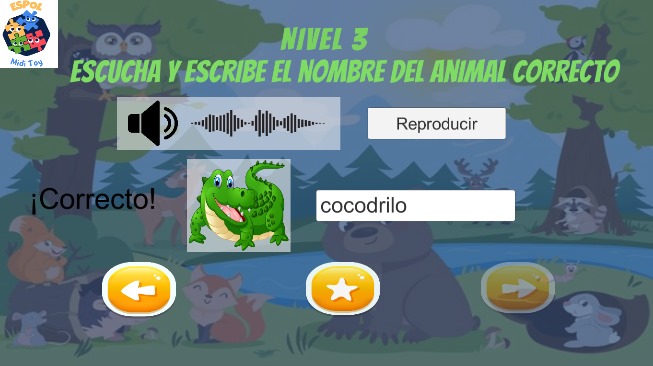 ESPOL
Midi Toy
NIVEL 3
ESCUCHA Y ESCRIBE EL NOMBRE DEL ANIMAL CORRECTO
Reproducir
¡Correcto!
cocodrilo